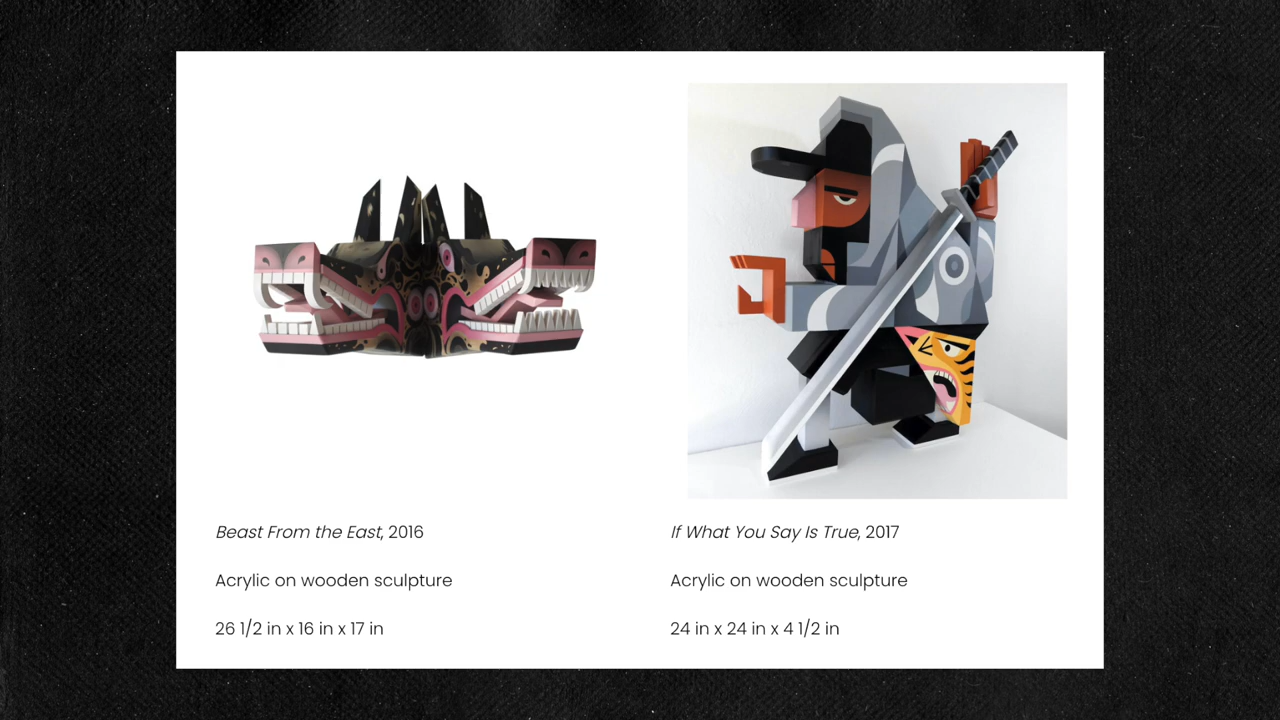 Beast From the East, 2016
Acrylic on wooden sculpture
26 1/2 in x 16 in x 17 in
If What You Say Is True, 2017
Acrylic on wooden sculpture
24 in x 24 in x 4 1/2 in